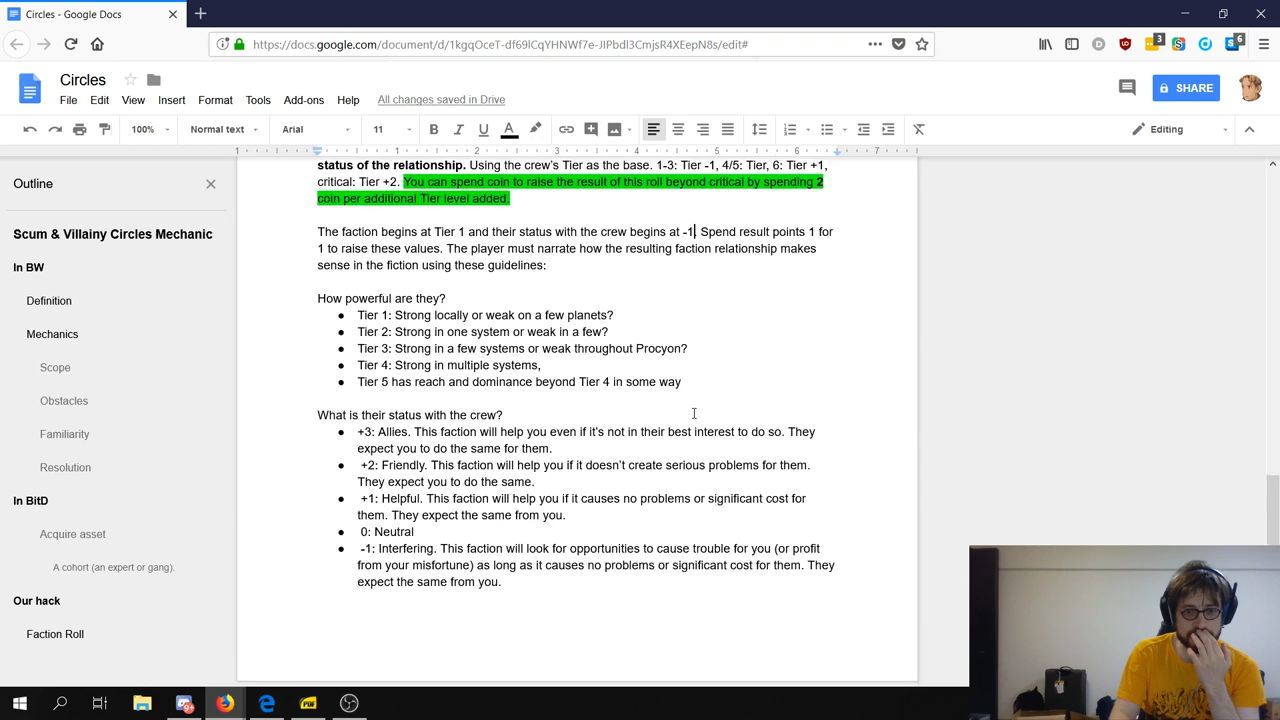 Circles - Google Docs
https://docs.google.com/document/d/1kgqOceT-df69lCqYHNWf7e-JIPbdl3CmjsR4XEepN8s/edit#
3
6
Circles
File Edit View Insert Format Tools Add-ons Help All changes saved in Drive
SHARE
100% Normal text Arial 11 B I U A Editing
1 1 2 3 4 5 6 7
Outline
Scum & Villainy Circles Mechanic
In BW
Definition
Mechanics
Scope
Obstacles
Familiarity
Resolution
In BitD
Acquire asset
A cohort (an expert or gang).
Our hack
Faction Roll
status of the relationship. Using the crew's Tier as the base. 1-3: Tier -1, 4/5: Tier, 6: Tier +1,
critical: Tier +2. You can spend coin to raise the result of this roll beyond critical by spending 2
coin per additional Tier level added.
The faction begins at Tier 1 and their status with the crew begins at -1. Spend result points 1 for
1 to raise these values. The player must narrate how the resulting faction relationship makes
sense in the fiction using these guidelines:
How powerful are they?
● Tier 1: Strong locally or weak on a few planets?
● Tier 2: Strong in one system or weak in a few?
● Tier 3: Strong in a few systems or weak throughout Procyon?
● Tier 4: Strong in multiple systems,
● Tier 5 has reach and dominance beyond Tier 4 in some way
What is their status with the crew?
● +3: Allies. This faction will help you even if it's not in their best interest to do so. They
expect you to do the same for them.
● +2: Friendly. This faction will help you if it doesn't create serious problems for them.
They expect you to do the same.
● +1: Helpful. This faction will help you if it causes no problems or significant cost for
them. They expect the same from you.
● 0: Neutral
● -1: Interfering. This faction will look for opportunities to cause trouble for you (or profit
from your misfortune) as long as it causes no problems or significant cost for them. They
expect the same from you.